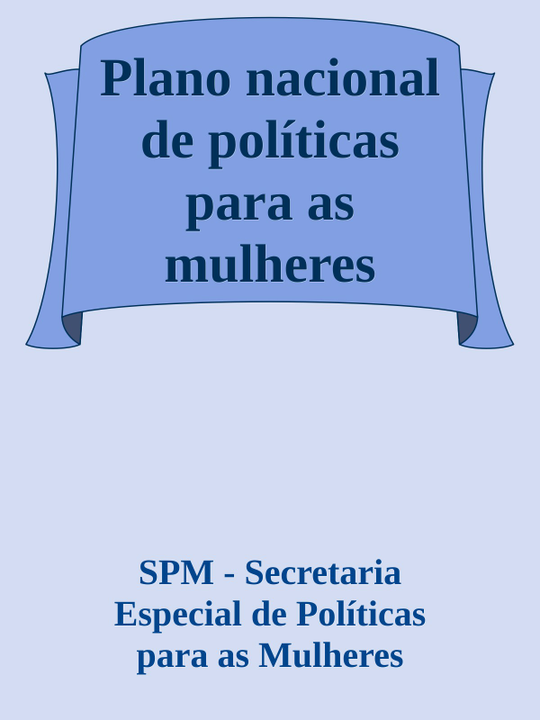 Plano nacional
de políticas
para as
mulheres
SPM - Secretaria
Especial de Políticas
para as Mulheres